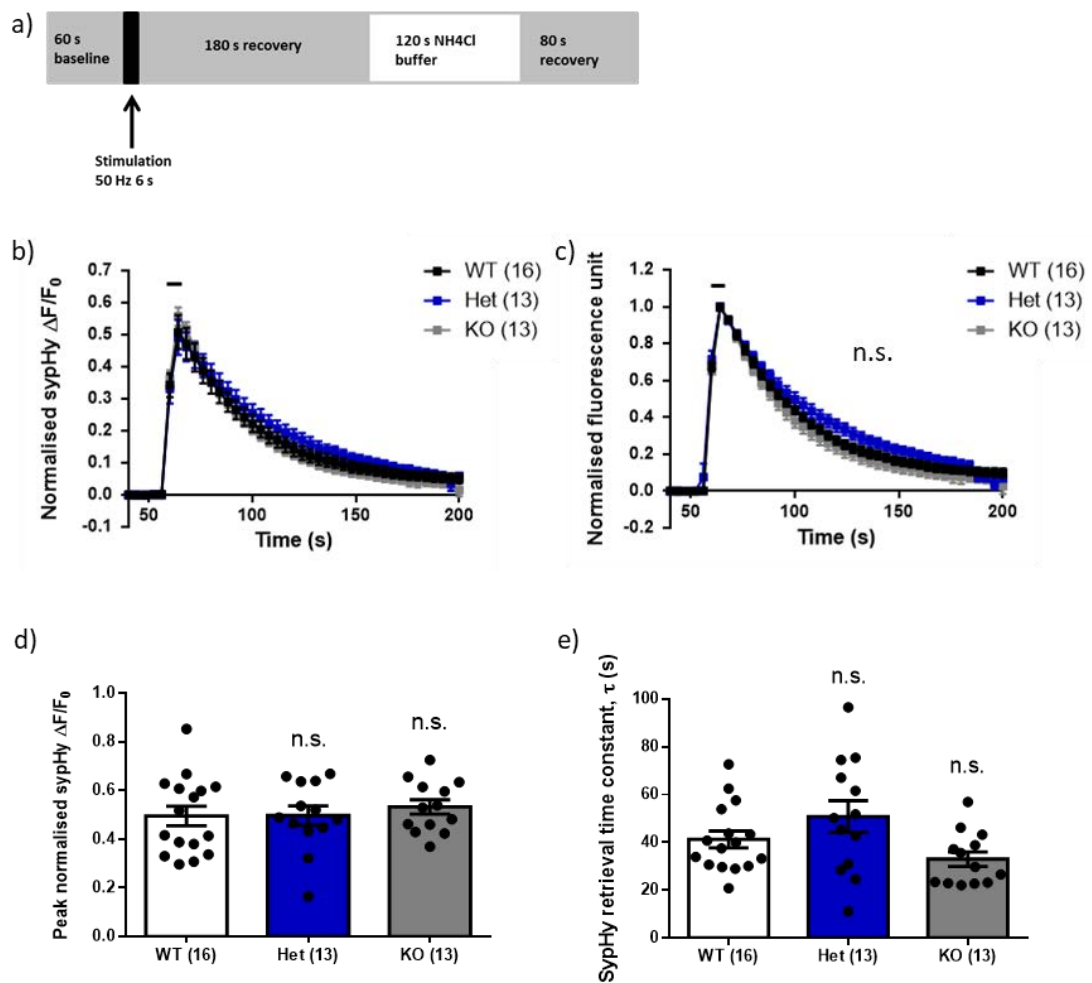 a)
60 s
baseline
180 s recovery
120 s NH4Cl
buffer
80 s
recovery
Stimulation
50 Hz 6 s
b)
Normalised sypHy ΔF/F0
0.7
0.6
0.5
0.4
0.3
0.2
0.1
0.0
-0.1
50
100
150
200
Time (s)
WT (16)
Het (13)
KO (13)
c)
Normalised fluorescence unit
1.2
1.0
0.8
0.6
0.4
0.2
0.0
-0.2
50
100
150
200
Time (s)
WT (16)
Het (13)
KO (13)
n.s.
d)
Peak normalised sypHy ΔF/F0
1.0
0.8
0.6
0.4
0.2
0.0
n.s.
n.s.
WT (16)
Het (13)
KO (13)
e)
SypHy retrieval time constant, τ (s)
100
80
60
40
20
0
n.s.
n.s.
WT (16)
Het (13)
KO (13)